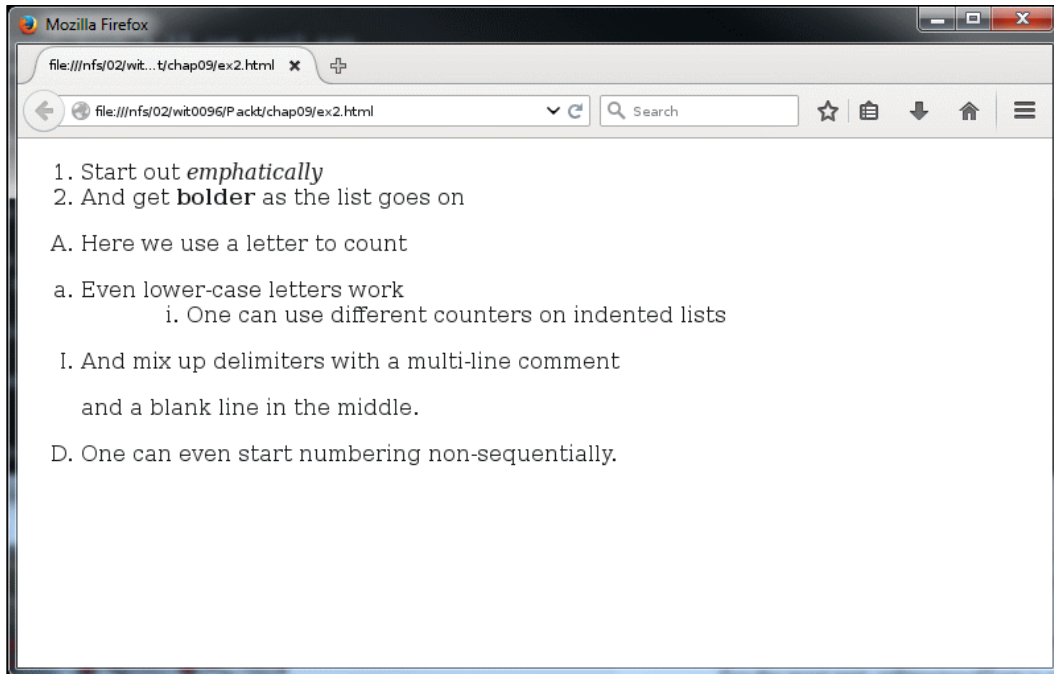 Mozilla Firefox
file:///nfs/02/wit...t/chap09/ex2.html
file:///nfs/02/wit0096/Packt/chap09/ex2.html
Search
1. Start out emphatically
2. And get bolder as the list goes on
A. Here we use a letter to count
a. Even lower-case letters work
i. One can use different counters on indented lists
I. And mix up delimiters with a multi-line comment
and a blank line in the middle.
D. One can even start numbering non-sequentially.